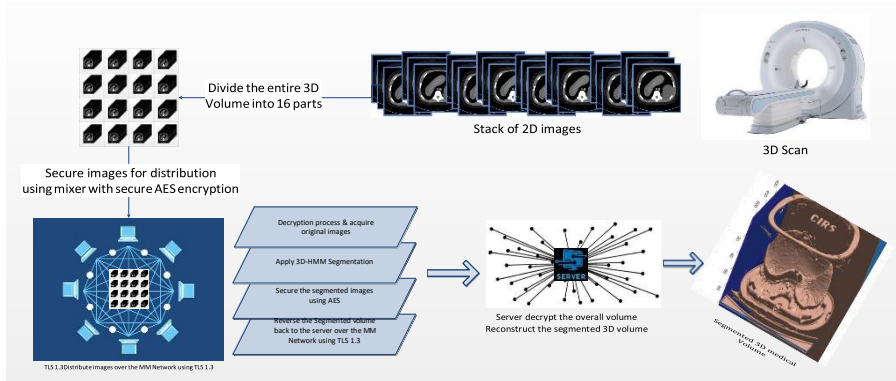 Divide the entire 3D
Volume into 16 parts
Stack of 2D images
3D Scan
Secure images for distribution
using mixer with secure AES encryption
Decryption process & acquire
original images
Apply 3D-HMM Segmentation
Secure the segmented images
using AES
Reverse the Segmented volume
back to the server over the MM
Network using TLS 1.3
TLS 1.3Distribute images over the MM Network using TLS 1.3
SERVER
Server decrypt the overall volume
Reconstruct the segmented 3D volume
CIRS
Segmented 3D medical
Volume